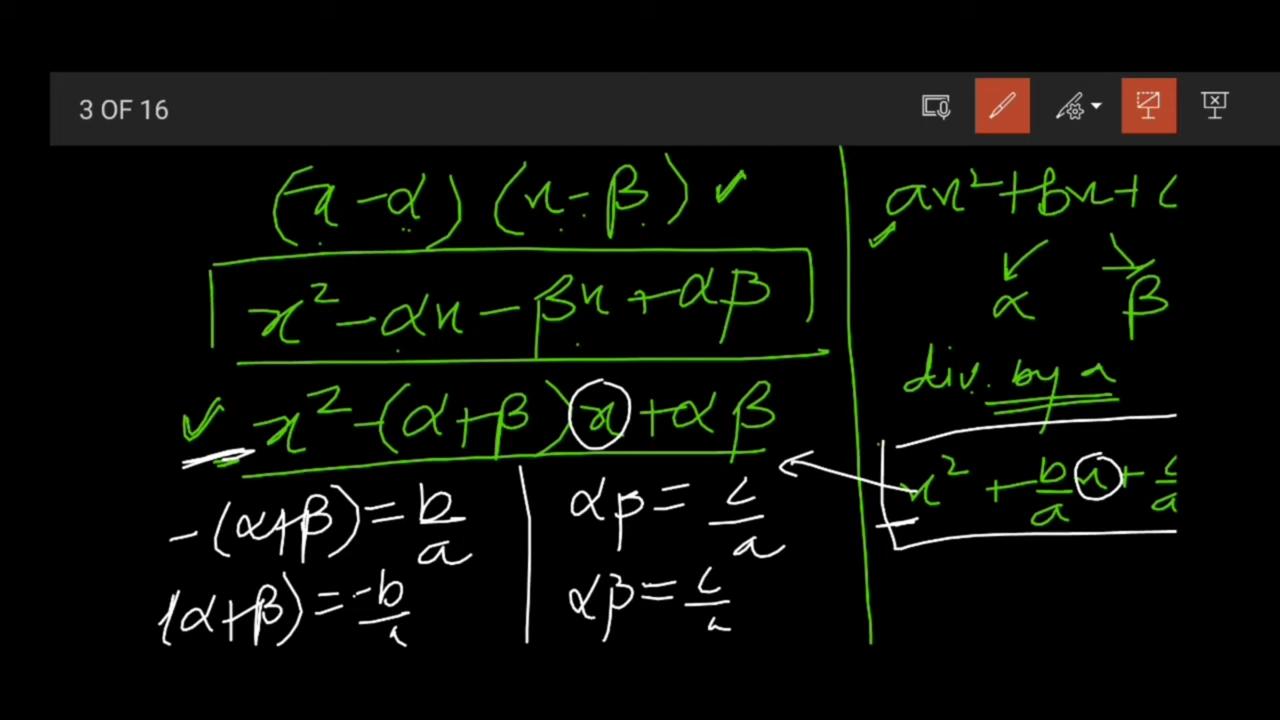 3 OF 16
(x-α) (x-β) ✓
x²-αx-βx+αβ
✓ x²-(α+β)x+αβ
-(α+β)=b/a
(α+β)=-b/a
αβ=c/a
αβ=c/a
ax²+bx+c
α β
div. by a
x²+b/a x+c/a